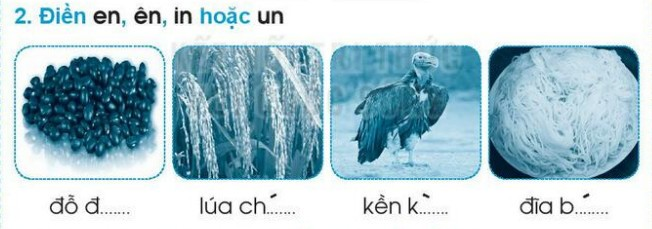 2. Điền en, ên, in hoặc un
đỗ đ.......
lúa ch́.......
kền k̀.......
đĩa b.́.......